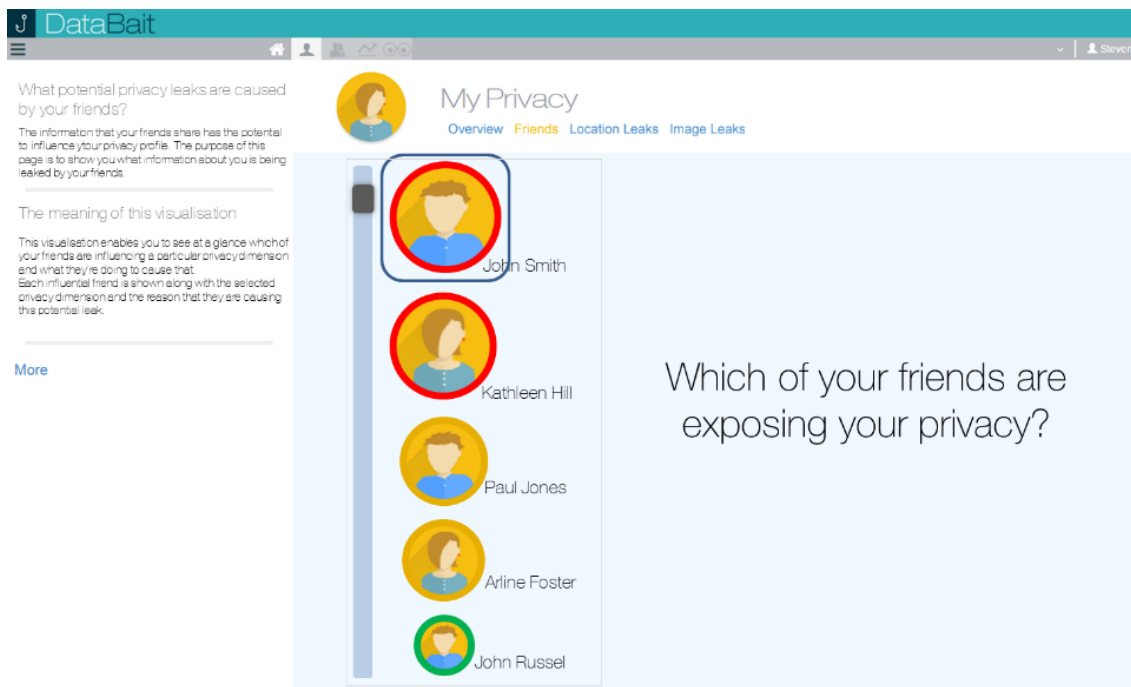 DataBait
Steven
What potential privacy leaks are caused
by your friends?
The information that your friends share has the potential
to influence ytour privacy profile. The purpose of this
page is to show you what information about you is being
leaked by your friends.
The meaning of this visualisation
This visualisation enables you to see at a glance which of
your friends are influencing a particular privacy dimension
and what they're doing to cause that.
Each influential friend is shown along with the selected
privacy dimension and the reason that they are causing
this potential leak.
More
My Privacy
Overview Friends Location Leaks Image Leaks
John Smith
Kathleen Hill
Paul Jones
Arline Foster
John Russel
Which of your friends are
exposing your privacy?